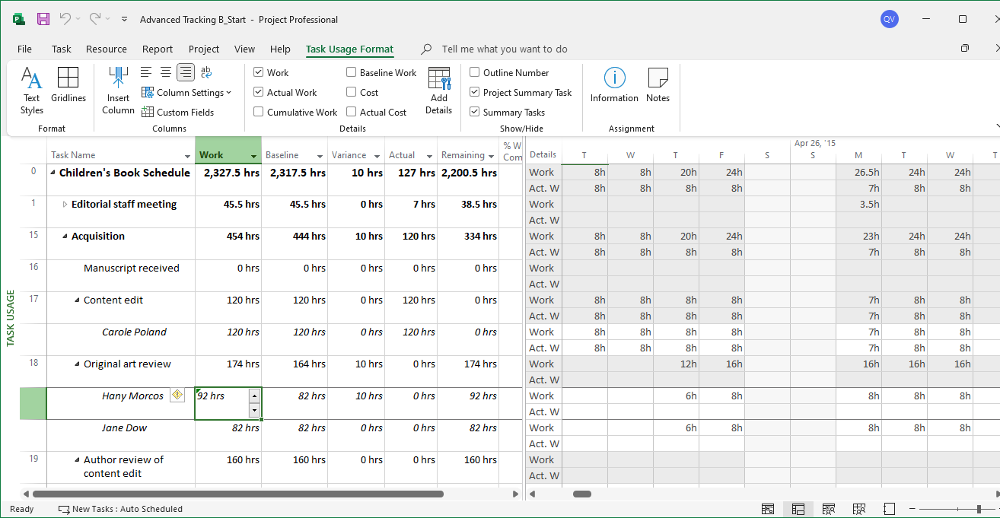 Advanced Tracking B_Start - Project Professional
QV
File Task Resource Report Project View Help Task Usage Format Tell me what you want to do
Text Styles
Gridlines
Format
Insert Column
Column Settings
Custom Fields
Columns
Work
Actual Work
Cumulative Work
Baseline Work
Cost
Actual Cost
Add Details
Details
Outline Number
Project Summary Task
Summary Tasks
Show/Hide
Information
Notes
Assignment
TASK USAGE
Task Name Work Baseline Variance Actual Remaining % W Com
0 Children's Book Schedule 2,327.5 hrs 2,317.5 hrs 10 hrs 127 hrs 2,200.5 hrs
1 Editorial staff meeting 45.5 hrs 45.5 hrs 0 hrs 7 hrs 38.5 hrs
15 Acquisition 454 hrs 444 hrs 10 hrs 120 hrs 334 hrs
16 Manuscript received 0 hrs 0 hrs 0 hrs 0 hrs 0 hrs
17 Content edit 120 hrs 120 hrs 0 hrs 120 hrs 0 hrs
Carole Poland 120 hrs 120 hrs 0 hrs 120 hrs 0 hrs
18 Original art review 174 hrs 164 hrs 10 hrs 0 hrs 174 hrs
Hany Morcos 92 hrs 82 hrs 10 hrs 0 hrs 92 hrs
Jane Dow 82 hrs 82 hrs 0 hrs 0 hrs 82 hrs
19 Author review of 160 hrs 160 hrs 0 hrs 0 hrs 160 hrs
content edit
Apr 26, '15
Details T W T F S S M T W T
Work 8h 8h 20h 24h 26.5h 24h 24h
Act. W 8h 8h 8h 8h 7h 8h 8h
Work 3.5h
Act. W
Work 8h 8h 20h 24h 23h 24h 24h
Act. W 8h 8h 8h 8h 7h 8h 8h
Work
Act. W
Work 8h 8h 8h 8h 7h 8h 8h
Act. W 8h 8h 8h 8h 7h 8h 8h
Work 8h 8h 8h 8h 7h 8h 8h
Act. W 8h 8h 8h 8h 7h 8h 8h
Work 12h 16h 16h 16h 16h
Act. W
Work 6h 8h 8h 8h 8h
Act. W
Work 6h 8h 8h 8h 8h
Act. W
Work
Act. W
Ready New Tasks : Auto Scheduled